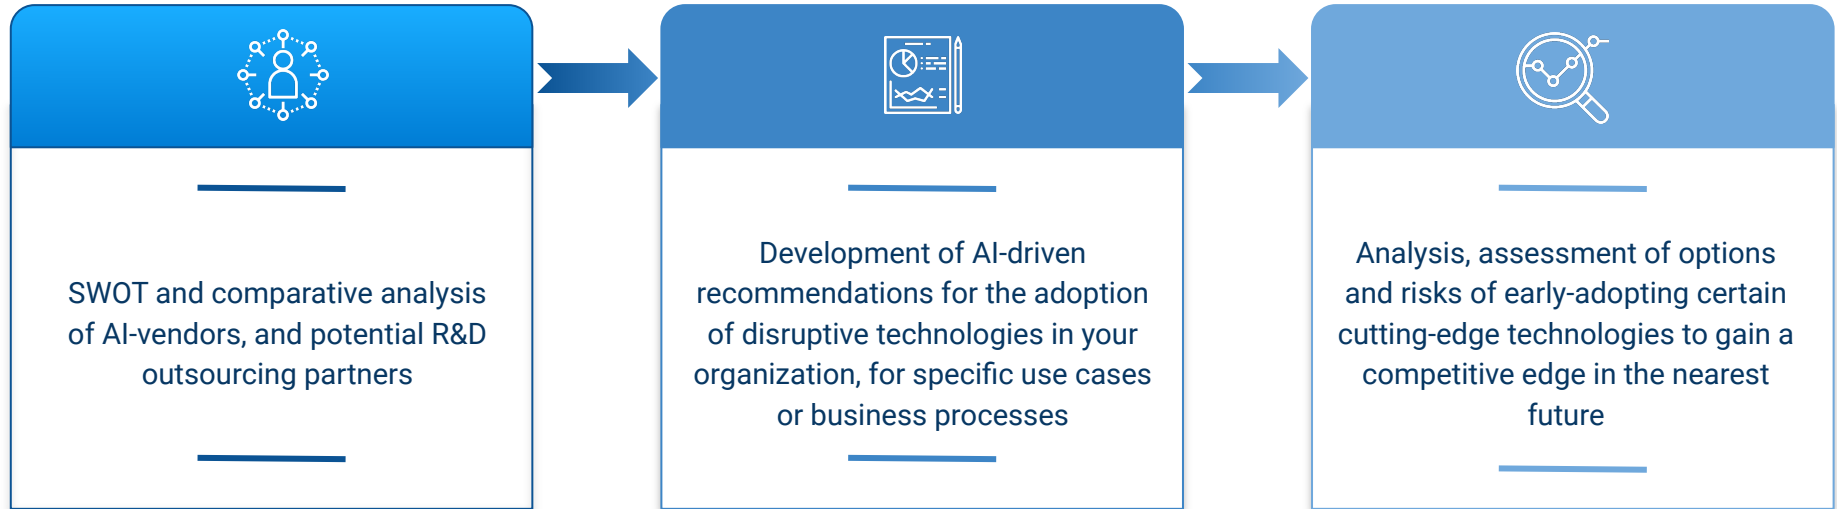 SWOT and comparative analysis
of AI-vendors, and potential R&D
outsourcing partners
Development of AI-driven
recommendations for the adoption
of disruptive technologies in your
organization, for specific use cases
or business processes
Analysis, assessment of options
and risks of early-adopting certain
cutting-edge technologies to gain a
competitive edge in the nearest
future